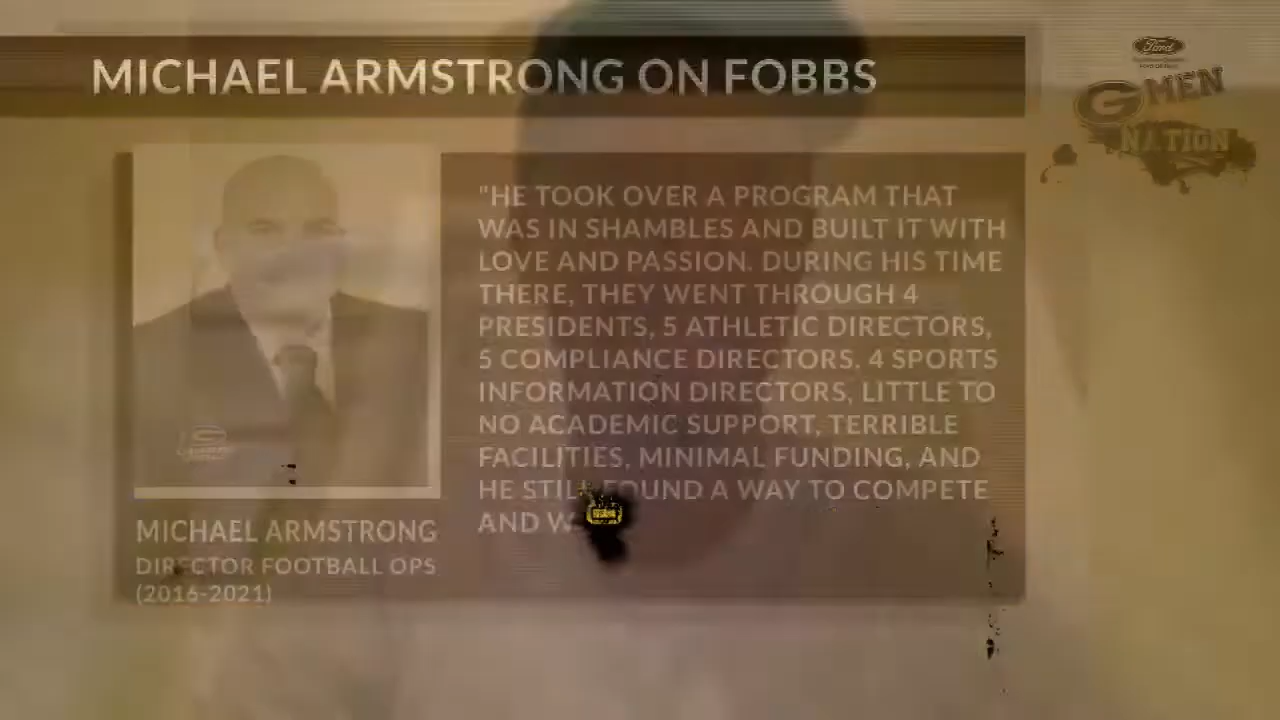 MICHAEL ARMSTRONG ON FOBBS
Ford
G MEN
NATION
"HE TOOK OVER A PROGRAM THAT
WAS IN SHAMBLES AND BUILT IT WITH
LOVE AND PASSION. DURING HIS TIME
THERE, THEY WENT THROUGH 4
PRESIDENTS, 5 ATHLETIC DIRECTORS,
5 COMPLIANCE DIRECTORS. 4 SPORTS
INFORMATION DIRECTORS, LITTLE TO
NO ACADEMIC SUPPORT, TERRIBLE
FACILITIES, MINIMAL FUNDING, AND
HE STILL FOUND A WAY TO COMPETE
AND
MICHAEL ARMSTRONG
DIRECTOR FOOTBALL OPS
(2016-2021)